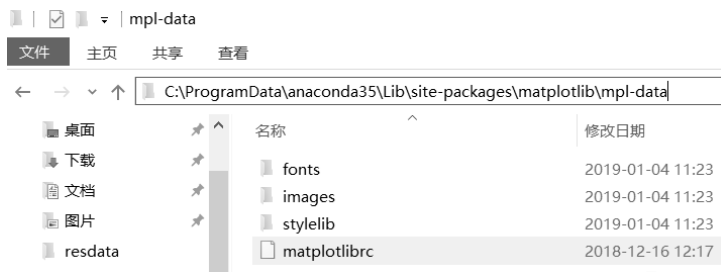 mpl-data
文件 主页 共享 查看
C:\ProgramData\anaconda35\Lib\site-packages\matplotlib\mpl-data
桌面
下载
文档
图片
resdata
名称 修改日期
fonts 2019-01-04 11:23
images 2019-01-04 11:23
stylelib 2019-01-04 11:23
matplotlibrc 2018-12-16 12:17